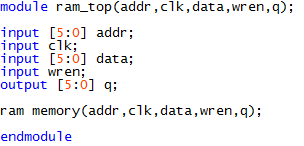 module ram_top(addr,clk,data,wren,q);
input [5:0] addr;
input clk;
input [5:0] data;
input wren;
output [5:0] q;
ram memory(addr,clk,data,wren,q);
endmodule